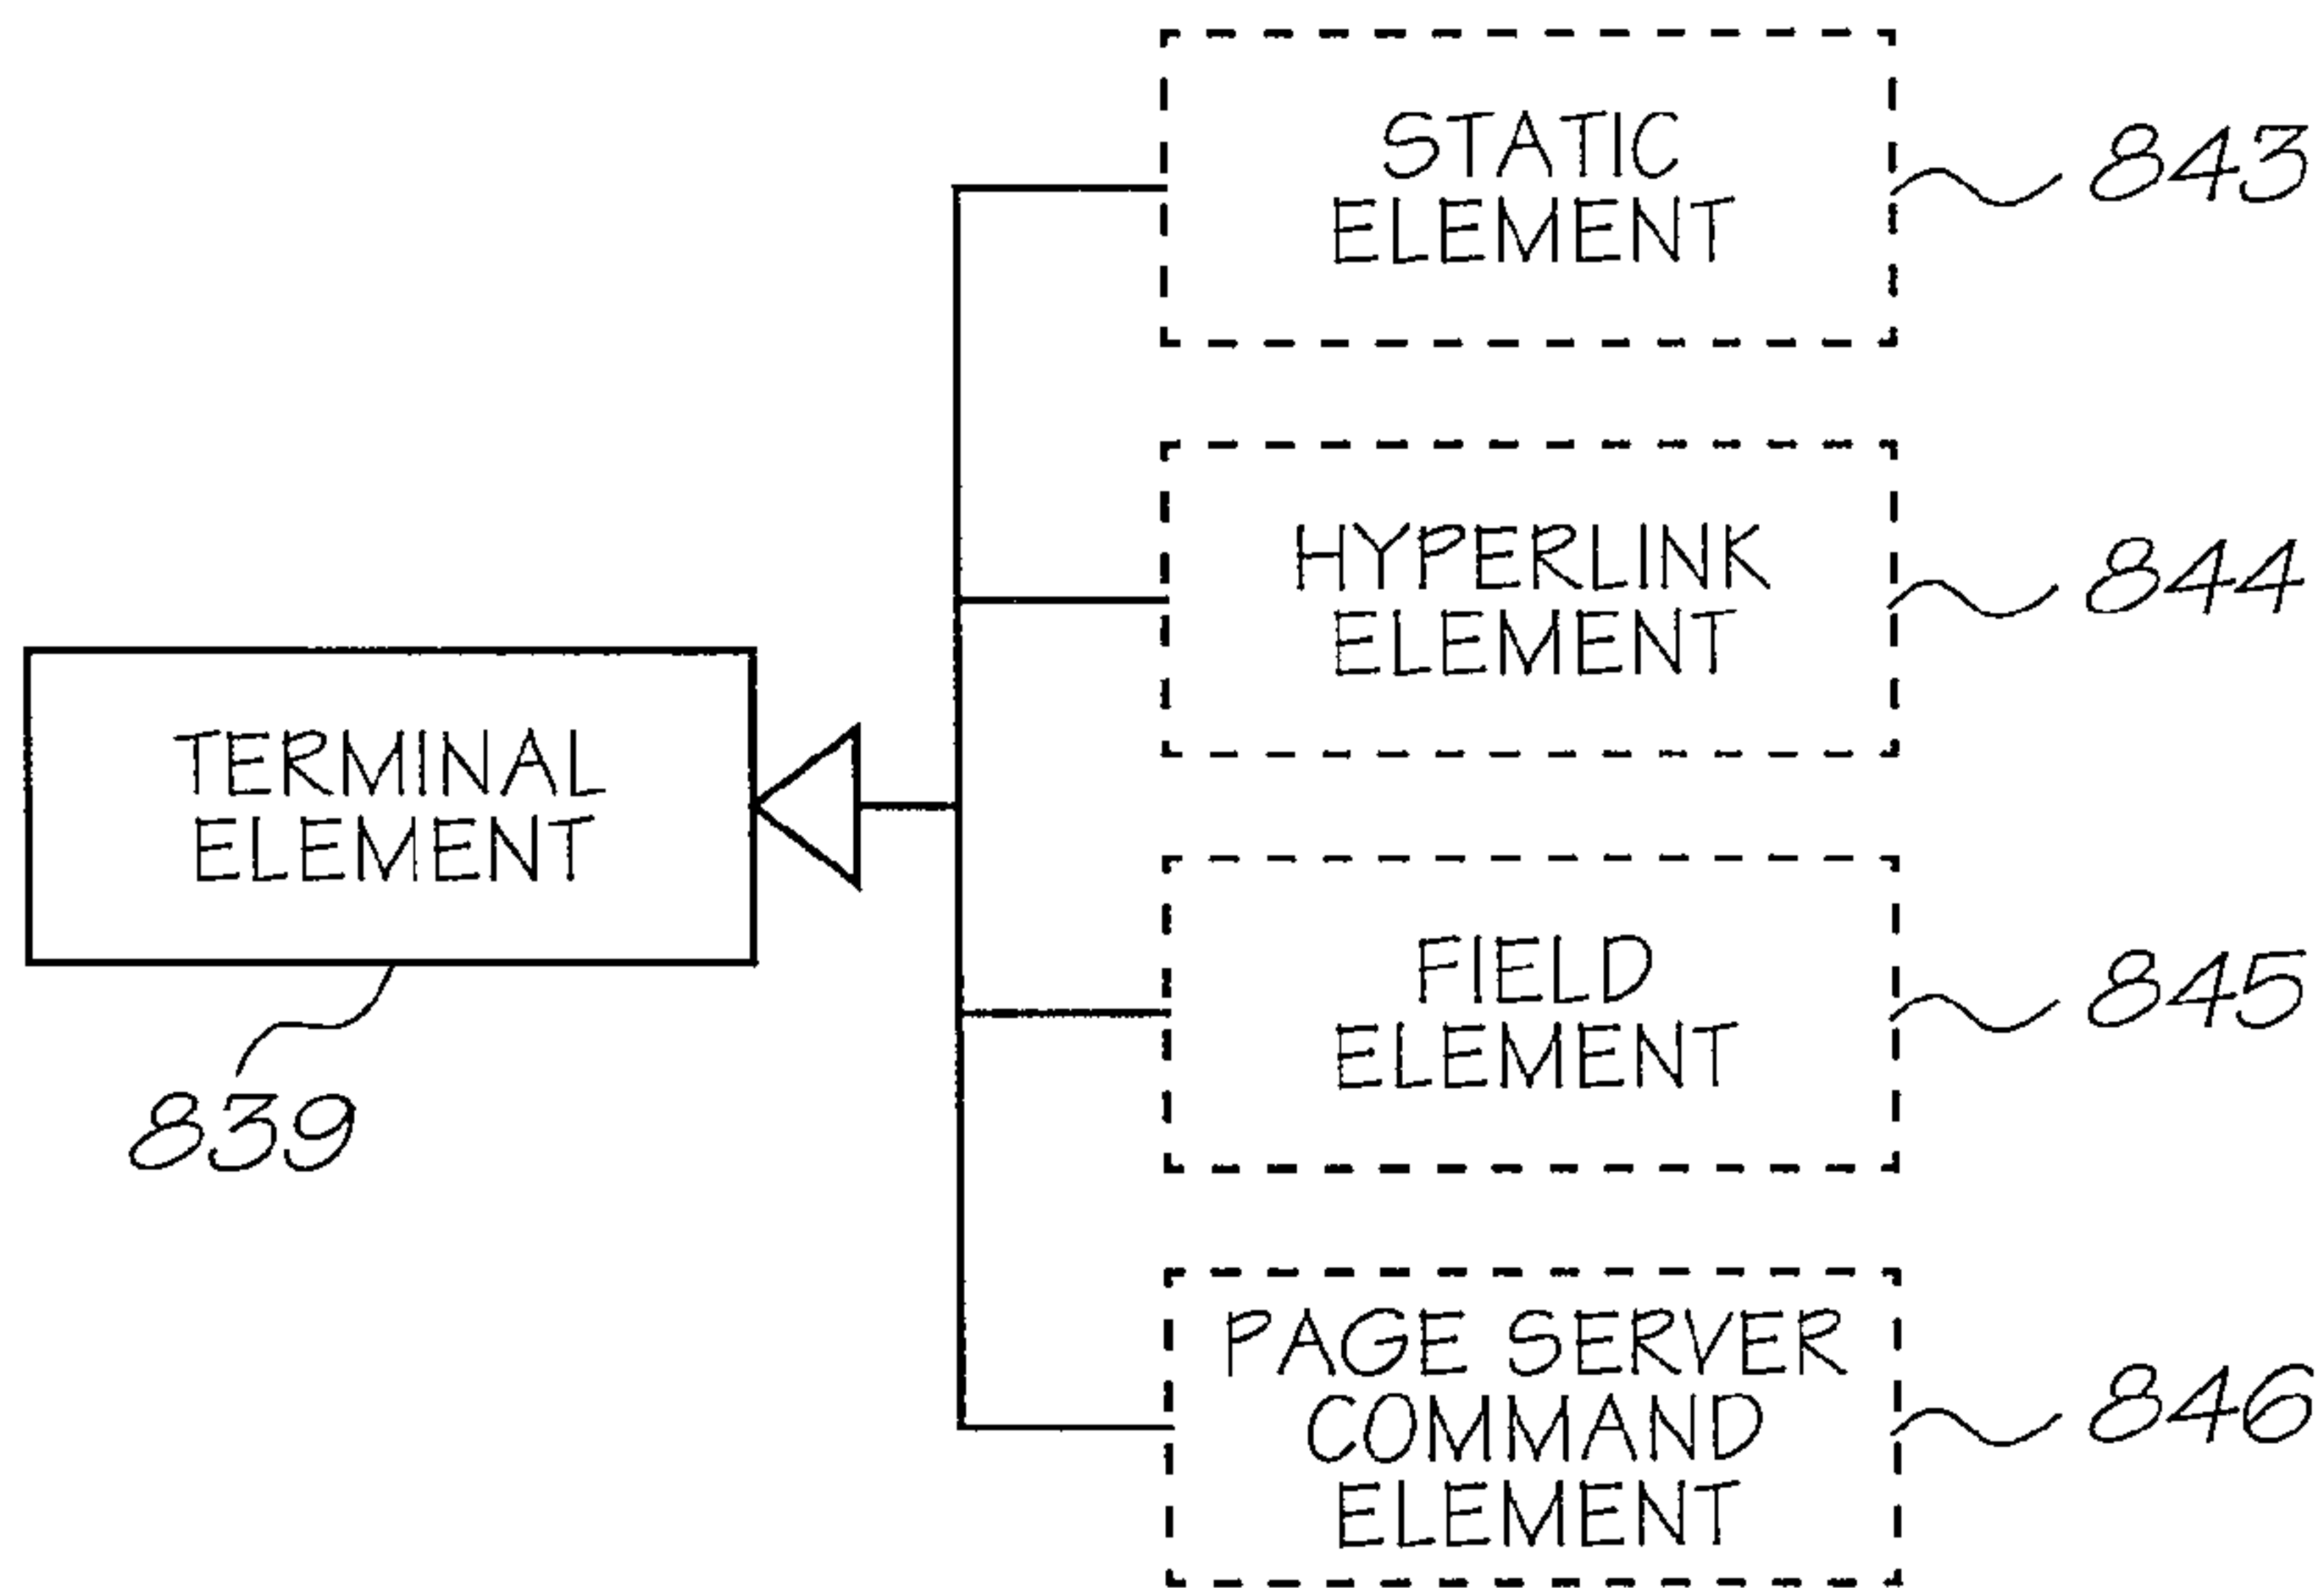 STATIC
ELEMENT
843
HYPERLINK
ELEMENT
844
TERMINAL
ELEMENT
839
FIELD
ELEMENT
845
PAGE SERVER
COMMAND
ELEMENT
846